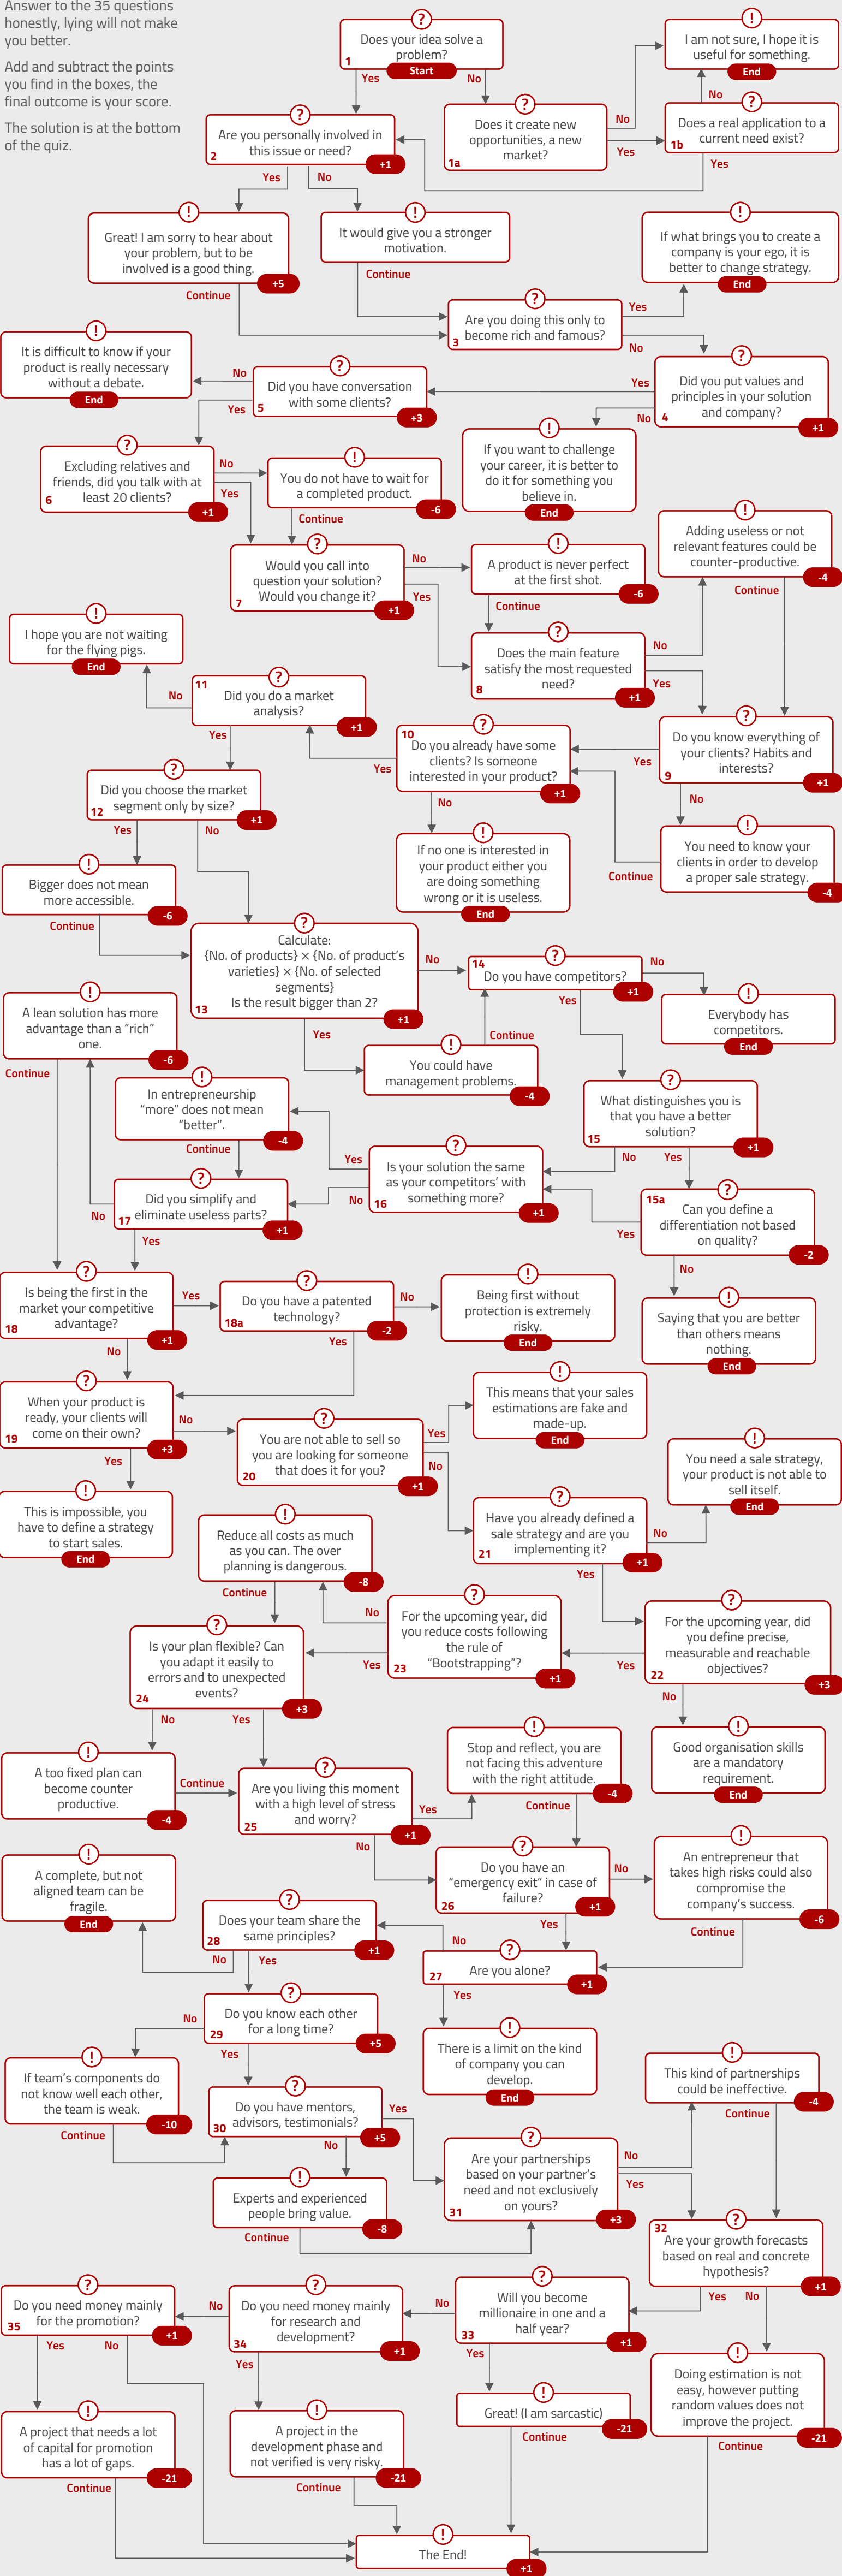 Answer to the 35 questions
honestly, lying will not make
you better.
Add and subtract the points
you find in the boxes, the
final outcome is your score.
The solution is at the bottom
of the quiz.
?
Does your idea solve a
problem?
1
Start
Yes
No
!
I am not sure, I hope it is
useful for something.
End
?
Does it create new
opportunities, a new
market?
1a
No
Yes
No
?
Does a real application to a
current need exist?
1b
Yes
?
Are you personally involved in
this issue or need?
2
+1
Yes
No
!
Great! I am sorry to hear about
your problem, but to be
involved is a good thing.
+5
Continue
!
It would give you a stronger
motivation.
Continue
!
If what brings you to create a
company is your ego, it is
better to change strategy.
End
?
Are you doing this only to
become rich and famous?
3
Yes
No
!
It is difficult to know if your
product is really necessary
without a debate.
End
?
Did you have conversation
with some clients?
5
+3
No
Yes
?
Did you put values and
principles in your solution
and company?
4
+1
Yes
No
!
If you want to challenge
your career, it is better to
do it for something you
believe in.
End
?
Excluding relatives and
friends, did you talk with at
least 20 clients?
6
+1
No
Yes
!
You do not have to wait for
a completed product.
-6
Continue
?
Would you call into
question your solution?
Would you change it?
7
+1
No
Yes
!
A product is never perfect
at the first shot.
-6
Continue
!
Adding useless or not
relevant features could be
counter-productive.
-4
Continue
!
I hope you are not waiting
for the flying pigs.
End
?
Does the main feature
satisfy the most requested
need?
8
+1
No
Yes
?
11
Did you do a market
analysis?
+1
No
Yes
?
10
Do you already have some
clients? Is someone
interested in your product?
+1
Yes
No
?
Do you know everything of
your clients? Habits and
interests?
9
+1
Yes
No
?
Did you choose the market
segment only by size?
12
+1
Yes
No
!
If no one is interested in
your product either you
are doing something
wrong or it is useless.
End
!
You need to know your
clients in order to develop
a proper sale strategy.
-4
Continue
!
Bigger does not mean
more accessible.
-6
Continue
?
Calculate:
{No. of products} × {No. of product's
varieties} × {No. of selected
segments}
Is the result bigger than 2?
13
+1
No
Yes
?
14
Do you have competitors?
+1
No
Yes
!
Everybody has
competitors.
End
!
A lean solution has more
advantage than a "rich"
one.
-6
Continue
!
You could have
management problems.
-4
Continue
!
In entrepreneurship
"more" does not mean
"better".
-4
Continue
?
What distinguishes you is
that you have a better
solution?
15
+1
No
Yes
?
Is your solution the same
as your competitors' with
something more?
16
+1
Yes
No
?
15a
Can you define a
differentiation not based
on quality?
-2
Yes
No
?
Did you simplify and
eliminate useless parts?
17
+1
No
Yes
?
Is being the first in the
market your competitive
advantage?
18
+1
Yes
No
?
Do you have a patented
technology?
18a
-2
No
Yes
!
Being first without
protection is extremely
risky.
End
!
Saying that you are better
than others means
nothing.
End
?
When your product is
ready, your clients will
come on their own?
19
+3
No
Yes
!
This means that your sales
estimations are fake and
made-up.
End
?
You are not able to sell so
you are looking for someone
that does it for you?
20
+1
Yes
No
!
You need a sale strategy,
your product is not able to
sell itself.
End
!
This is impossible, you
have to define a strategy
to start sales.
End
!
Reduce all costs as much
as you can. The over
planning is dangerous.
-8
Continue
?
Have you already defined a
sale strategy and are you
implementing it?
21
+1
No
Yes
?
For the upcoming year, did
you reduce costs following
the rule of
"Bootstrapping"?
23
+1
No
Yes
?
For the upcoming year, did
you define precise,
measurable and reachable
objectives?
22
+3
Yes
No
?
Is your plan flexible? Can
you adapt it easily to
errors and to unexpected
events?
24
+3
No
Yes
!
A too fixed plan can
become counter
productive.
-4
Continue
?
Are you living this moment
with a high level of stress
and worry?
25
+1
Yes
No
!
Stop and reflect, you are
not facing this adventure
with the right attitude.
-4
Continue
!
Good organisation skills
are a mandatory
requirement.
End
?
Do you have an
"emergency exit" in case of
failure?
26
+1
No
Yes
!
An entrepreneur that
takes high risks could also
compromise the
company's success.
-6
Continue
!
A complete, but not
aligned team can be
fragile.
End
?
Does your team share the
same principles?
28
+1
No
Yes
?
Are you alone?
27
+1
No
Yes
?
Do you know each other
for a long time?
29
+5
No
Yes
!
There is a limit on the kind
of company you can
develop.
End
!
If team's components do
not know well each other,
the team is weak.
-10
Continue
?
Do you have mentors,
advisors, testimonials?
30
+5
Yes
No
!
This kind of partnerships
could be ineffective.
-4
Continue
?
Are your partnerships
based on your partner's
need and not exclusively
on yours?
31
+3
No
Yes
!
Experts and experienced
people bring value.
-8
Continue
?
32
Are your growth forecasts
based on real and concrete
hypothesis?
+1
Yes
No
?
Do you need money mainly
for the promotion?
35
+1
Yes
No
?
Do you need money mainly
for research and
development?
34
+1
No
Yes
?
Will you become
millionaire in one and a
half year?
33
+1
No
Yes
!
Doing estimation is not
easy, however putting
random values does not
improve the project.
-21
Continue
!
Great! (I am sarcastic)
-21
Continue
!
A project that needs a lot
of capital for promotion
has a lot of gaps.
-21
Continue
!
A project in the
development phase and
not verified is very risky.
-21
Continue
!
The End!
+1